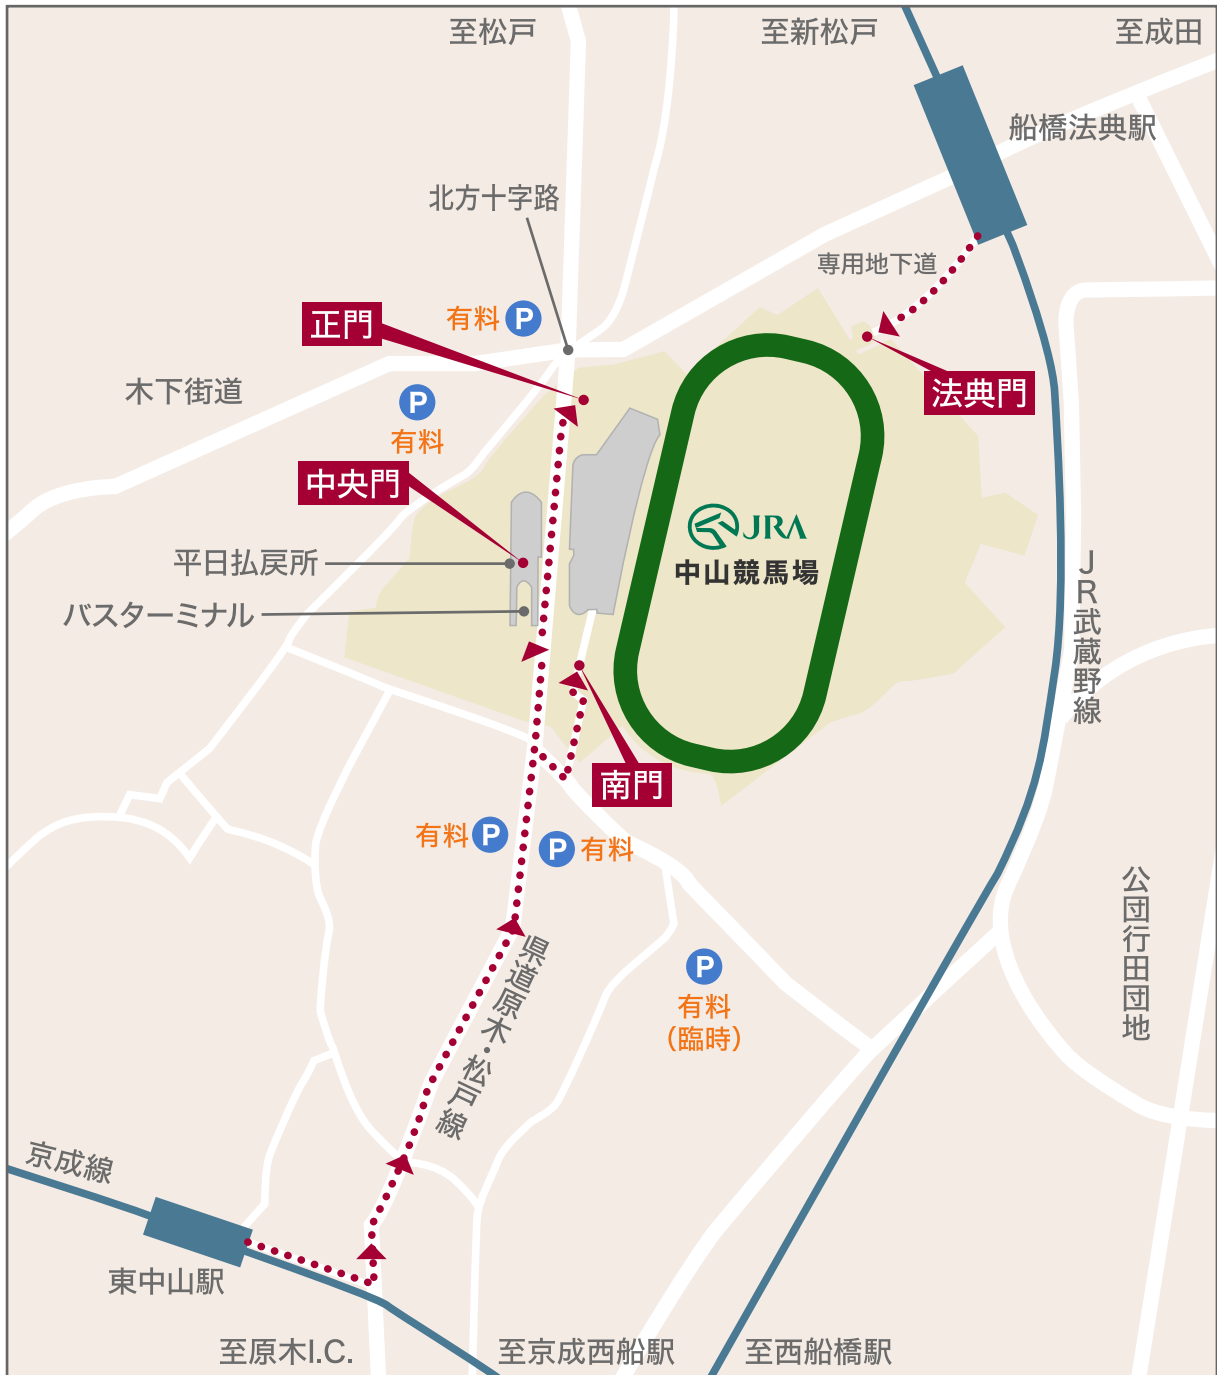 至松戸
至新松戸
至成田
船橋法典駅
北方十字路
専用地下道
有料 P
正門
法典門
木下街道
P
有料
中央門
JRA
中山競馬場
平日払戻所
バスターミナル
JR武蔵野線
南門
有料 P
P 有料
公団行田団地
県道原木・松戸線
P
有料
(臨時)
京成線
東中山駅
至原木I.C.
至京成西船駅
至西船橋駅